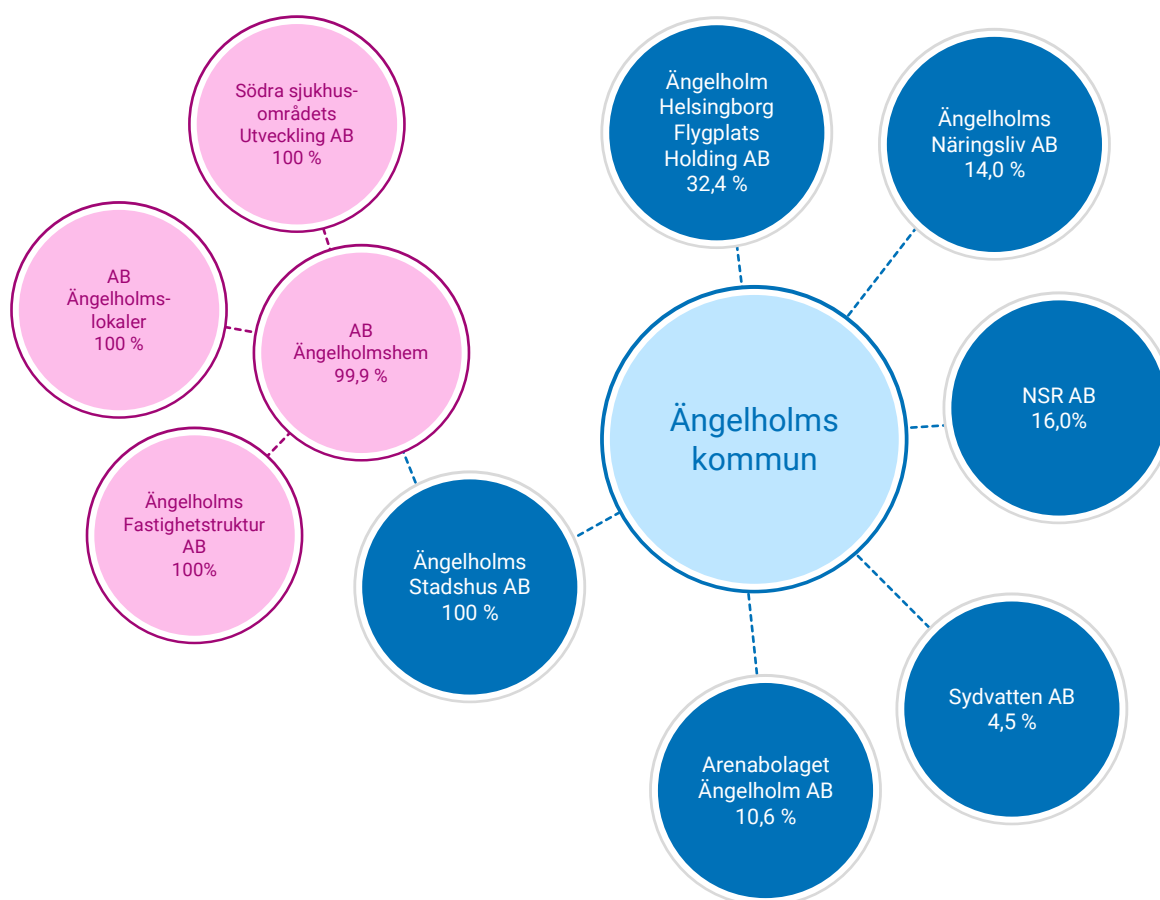 Södra sjukhus-
områdets
Utveckling AB
100 %
Ängelholm
Helsingborg
Flygplats
Holding AB
32,4 %
Ängelholms
Näringsliv AB
14,0 %
AB
Ängelholms-
lokaler
100 %
AB
Ängelholmshem
99,9 %
Ängelholms
kommun
NSR AB
16,0%
Ängelholms
Fastighetstruktur
AB
100%
Ängelholms
Stadshus AB
100 %
Sydvatten AB
4,5 %
Arenabolaget
Ängelholm AB
10,6 %